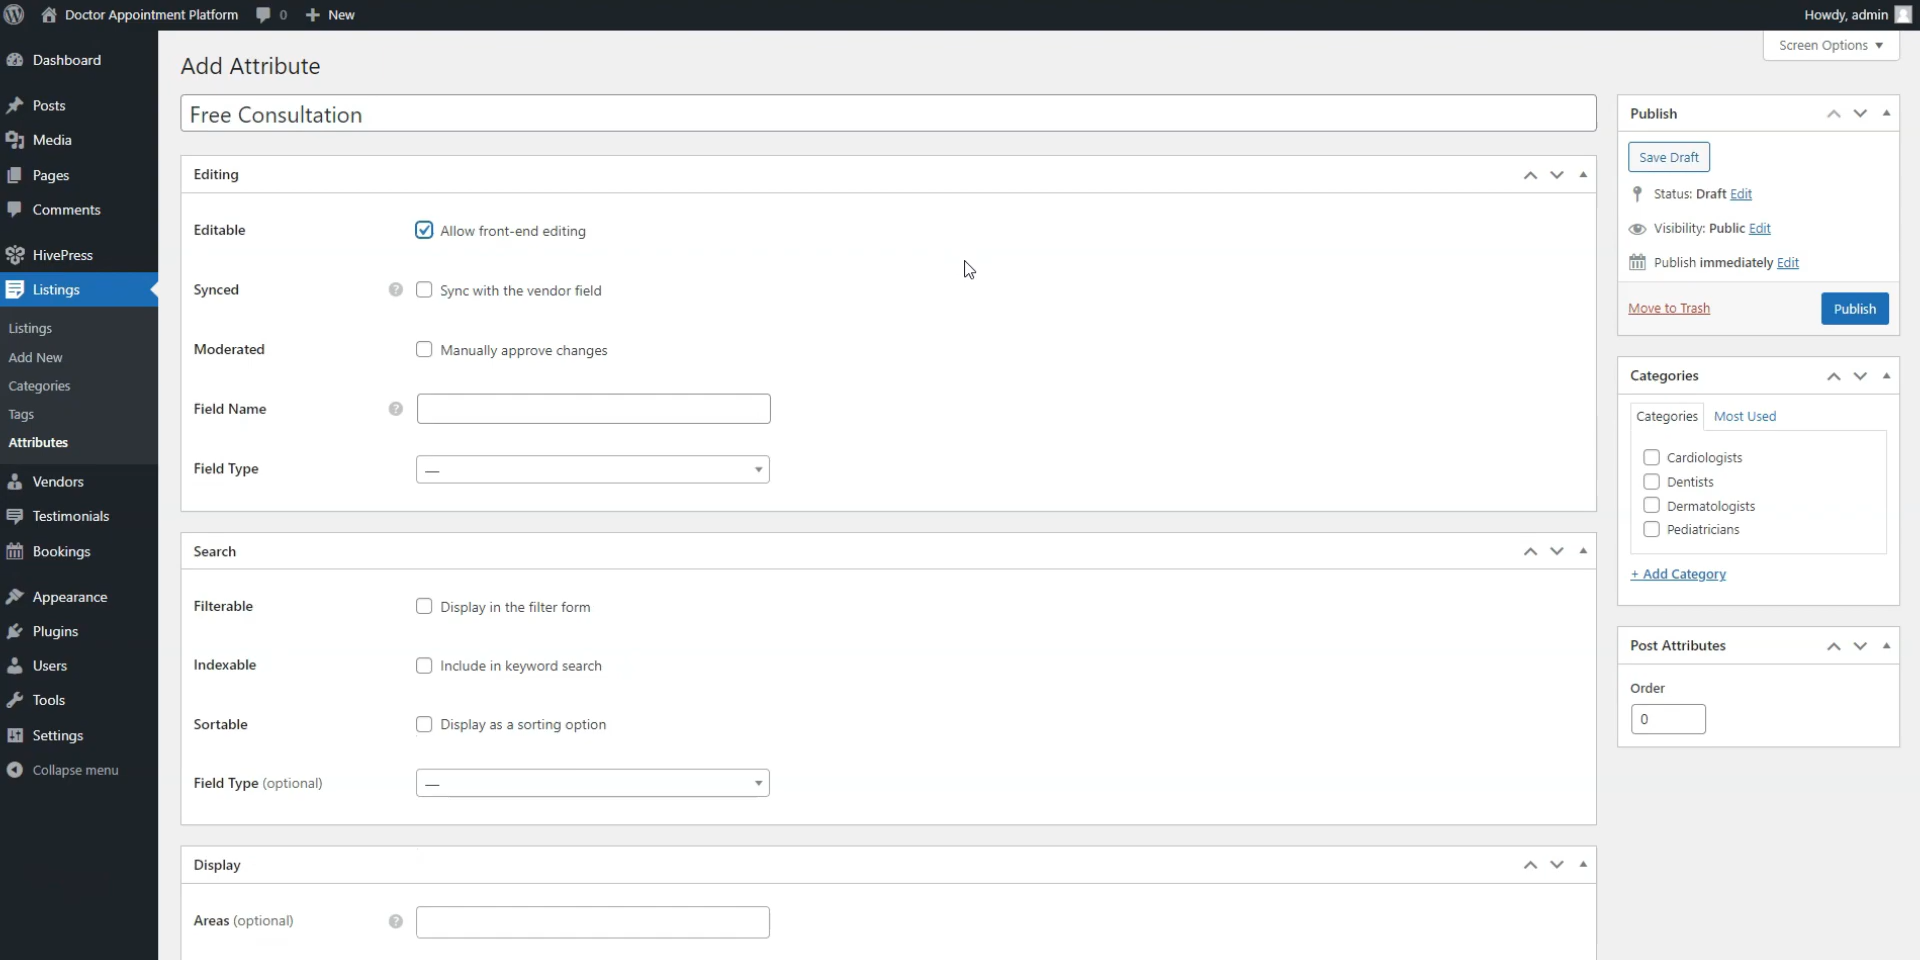 Doctor Appointment Platform 0 New Howdy, admin
Screen Options
Dashboard
Posts
Media
Pages
Comments
HivePress
Listings
Listings
Add New
Categories
Tags
Attributes
Vendors
Testimonials
Bookings
Appearance
Plugins
Users
Tools
Settings
Collapse menu
Add Attribute
Free Consultation
Editing
Editable Allow front-end editing
Synced ? Sync with the vendor field
Moderated Manually approve changes
Field Name ?
Field Type —
Search
Filterable Display in the filter form
Indexable Include in keyword search
Sortable Display as a sorting option
Field Type (optional) —
Display
Areas (optional) ?
Publish
Save Draft
Status: Draft Edit
Visibility: Public Edit
Publish immediately Edit
Move to Trash Publish
Categories
Categories Most Used
Cardiologists
Dentists
Dermatologists
Pediatricians
+ Add Category
Post Attributes
Order
0